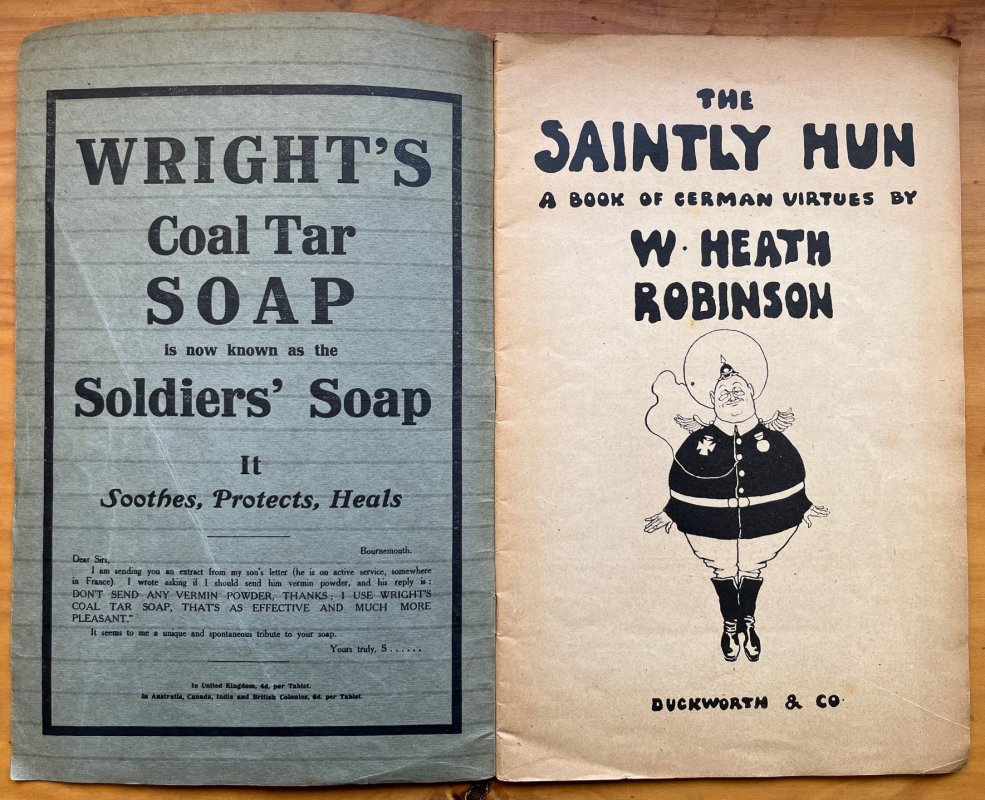 WRIGHT'S
Coal Tar
SOAP
is now known as the
Soldiers' Soap
It
Soothes, Protects, Heals
Bournemouth.
Dear Sirs,
I am sending you an extract from my son's letter (he is on active service, somewhere
in France). I wrote asking if I should send him vermin powder, and his reply is:
DON'T SEND ANY VERMIN POWDER, THANKS; I USE WRIGHT'S
COAL TAR SOAP, THAT'S AS EFFECTIVE AND MUCH MORE
PLEASANT."
It seems to me a unique and spontaneous tribute to your soap.
Yours truly, S......
In United Kingdom, 4d. per Tablet.
In Australia, Canada, India and British Colonies, 6d. per Tablet.
THE
SAINTLY HUN
A BOOK OF GERMAN VIRTUES BY
W. HEATH
ROBINSON
DUCKWORTH & CO.